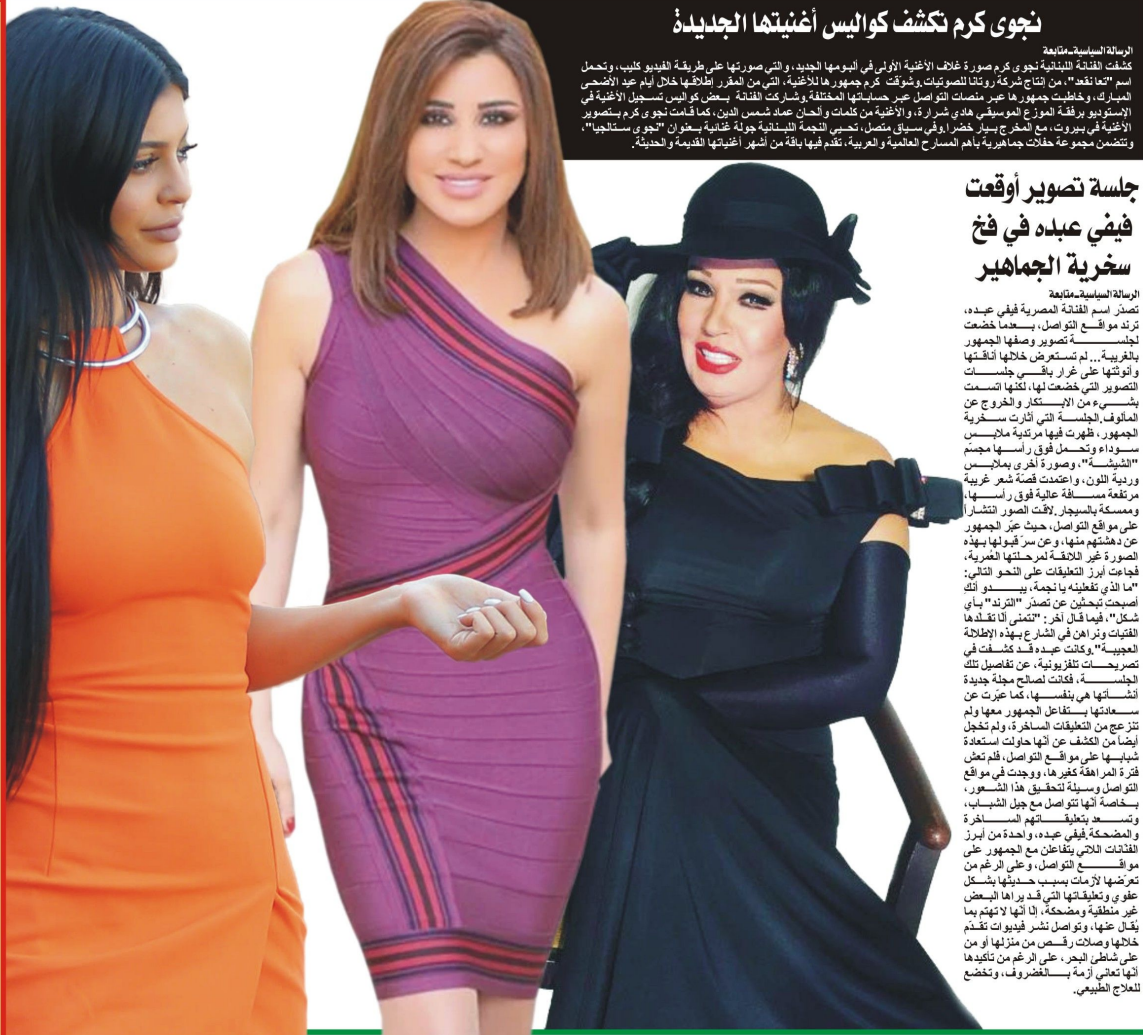 نجوى كرم تكشف كواليس أغنيتها الجديدة
الرسالة السياسية ـ متابعة
كشفت الفنانة اللبنانية نجوى كرم صورة غلاف الأغنية الأولى في ألبومها الجديد، والتي صورتها على طريقة الفيديو كليب، وتحمل
اسم "تعا نقعد"، من إنتاج شركة روتانا للصوتيات.وشوّقت كرم جمهورها للأغنية، التي من المقرر إطلاقها خلال أيام عيد الأضحى
المبارك، وخاطبت جمهورها عبر منصات التواصل عبر حساباتها المختلفة.وشاركت الفنانة بعض كواليس تسجيل الأغنية في
الإستوديو برفقة الموزع الموسيقي هادي شرارة، والأغنية من كلمات وألحان عماد شمس الدين، كما قامت نجوى كرم بتصوير
الأغنية في بيروت، مع المخرج بيار خضرا.وفي سياق متصل، تحيي النجمة اللبنانية جولة غنائية بعنوان "نجوى ستالجيا"،
وتتضمن مجموعة حفلات جماهيرية بأهم المسارح العالمية والعربية، تقدم فيها باقة من أشهر أغنياتها القديمة والحديثة.
جلسة تصوير أوقعت
فيفي عبده في فخ
سخرية الجماهير
الرسالة السياسية ـ متابعة
تصدّر اسم الفنانة المصرية فيفي عبده،
ترند مواقع التواصل، بعدما خضعت
لجلسة تصوير وصفها الجمهور
بالغريبة... لم تستعرض خلالها أناقتها
وأنوثتها على غرار باقي جلسات
التصوير التي خضعت لها، لكنها اتسمت
بشيء من الابتكار والخروج عن
المألوف.الجلسة التي أثارت سخرية
الجمهور، ظهرت فيها مرتدية ملابس
سوداء وتحمل فوق رأسها مجسّم
"الشيشة"، وصورة أخرى بملابس
وردية اللون، واعتمدت قصّة شعر غريبة
مرتفعة مسافة عالية فوق رأسها،
وممسكة بالسيجار.لاقت الصور انتشاراً
على مواقع التواصل، حيث عبّر الجمهور
عن دهشتهم منها، وعن سرّ قبولها بهذه
الصورة غير اللائقة لمرحلتها العُمرية،
فجاءت أبرز التعليقات على النحو التالي:
"ما الذي تفعلينه يا نجمة، يبدو أنكِ
أصبحتِ تبحثين عن تصدّر "الترند" بأي
شكل"، فيما قال آخر: "نتمنى ألا تقلّدها
الفتيات ونراهن في الشارع بهذه الإطلالة
العجيبة".وكانت عبده قد كشفت في
تصريحات تلفزيونية، عن تفاصيل تلك
الجلسة، فكانت لصالح مجلة جديدة
أنشأتها هي بنفسها، كما عبّرت عن
سعادتها بتفاعل الجمهور معها ولم
تنزعج من التعليقات الساخرة، ولم تخجل
أيضاً من الكشف عن أنها حاولت استعادة
شبابها على مواقع التواصل، فلم تعش
فترة المراهقة كغيرها، ووجدت في مواقع
التواصل وسيلة لتحقيق هذا الشعور،
بخاصة أنها تتواصل مع جيل الشباب،
وتسعد بتعليقاتهم الساخرة
والمضحكة.فيفي عبده، واحدة من أبرز
الفنانات اللاتي يتفاعلن مع الجمهور على
مواقع التواصل، وعلى الرغم من
تعرّضها لأزمات بسبب حديثها بشكل
عفوي وتعليقاتها التي قد يراها البعض
غير منطقية ومضحكة، إلا أنها لا تهتم بما
يُقال عنها، وتواصل نشر فيديوات تقدّم
خلالها وصلات رقص من منزلها أو من
على شاطئ البحر، على الرغم من تأكيدها
أنها تعاني أزمة بالغضروف، وتخضع
للعلاج الطبيعي.